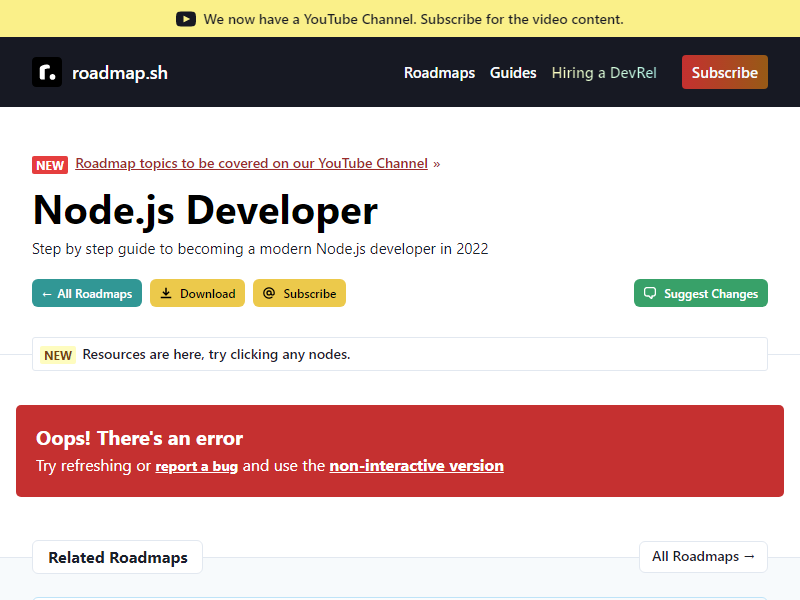 We now have a YouTube Channel. Subscribe for the video content.
roadmap.sh Roadmaps Guides Hiring a DevRel Subscribe
NEW Roadmap topics to be covered on our YouTube Channel »
Node.js Developer
Step by step guide to becoming a modern Node.js developer in 2022
← All Roadmaps Download Subscribe Suggest Changes
NEW Resources are here, try clicking any nodes.
Oops! There's an error
Try refreshing or report a bug and use the non-interactive version
Related Roadmaps All Roadmaps →